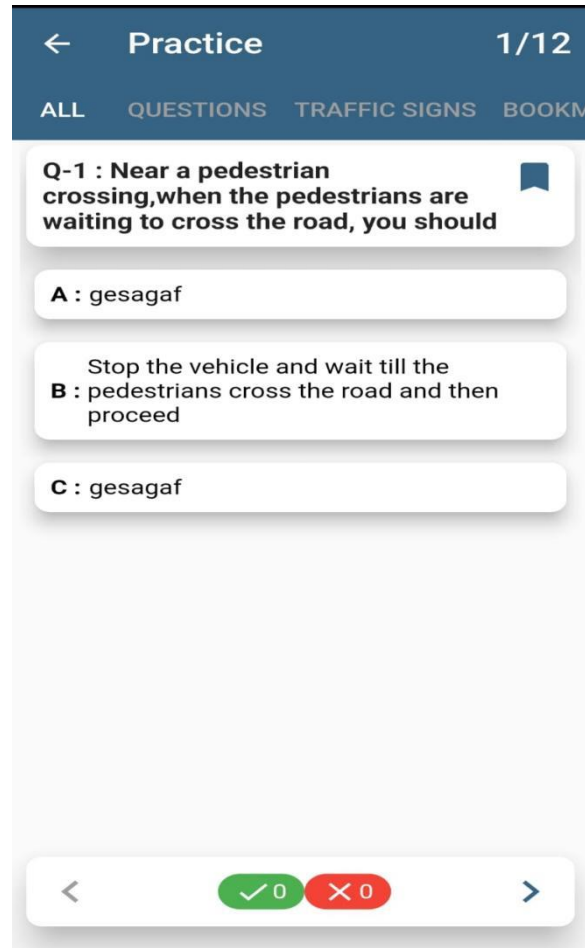 Practice 1/12
ALL QUESTIONS TRAFFIC SIGNS BOOKM
Q-1 : Near a pedestrian
crossing,when the pedestrians are
waiting to cross the road, you should
A : gesagaf
Stop the vehicle and wait till the
B : pedestrians cross the road and then
proceed
C : gesagaf
0 0